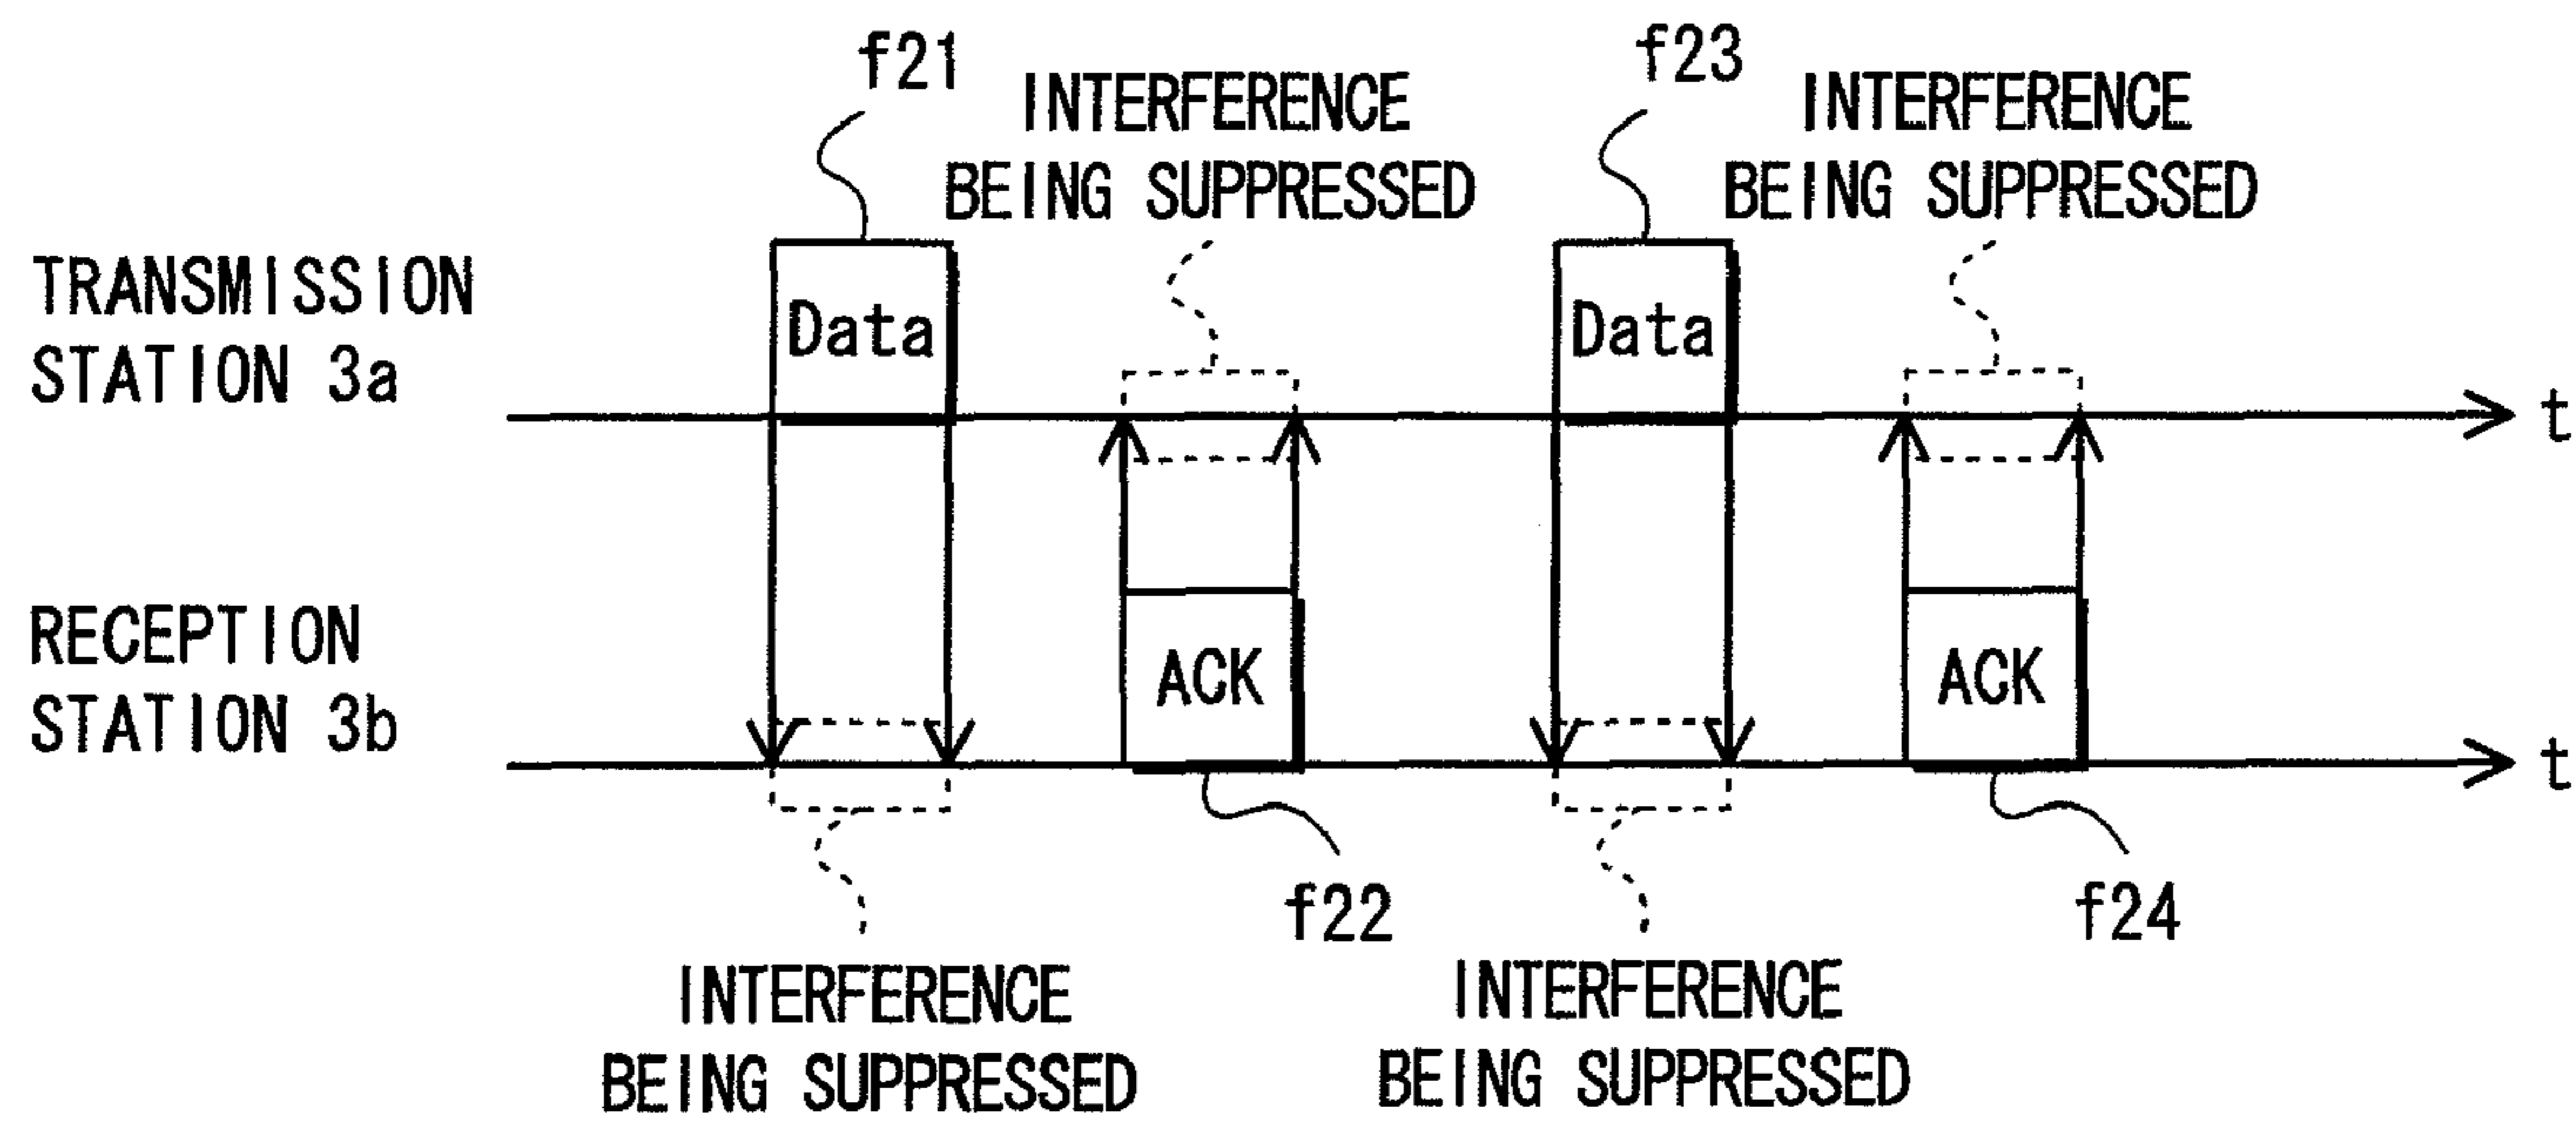 f21
INTERFERENCE
BEING SUPPRESSED
f23
INTERFERENCE
BEING SUPPRESSED
TRANSMISSION
STATION 3a
Data
Data
t
RECEPTION
STATION 3b
ACK
ACK
t
f22
f24
INTERFERENCE
BEING SUPPRESSED
INTERFERENCE
BEING SUPPRESSED